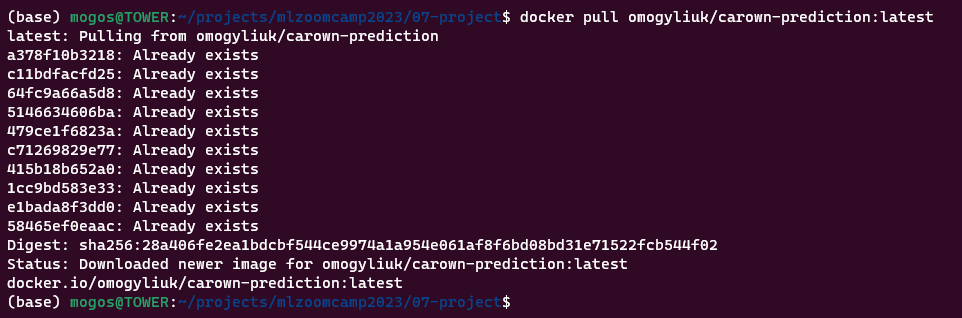 (base) mogos@TOWER:~/projects/mlzoomcamp2023/07-project$ docker pull omogyliuk/carown-prediction:latest
latest: Pulling from omogyliuk/carown-prediction
a378f10b3218: Already exists
c11bdfacfd25: Already exists
64fc9a66a5d8: Already exists
5146634606ba: Already exists
479ce1f6823a: Already exists
c71269829e77: Already exists
415b18b652a0: Already exists
1cc9bd583e33: Already exists
e1bada8f3dd0: Already exists
58465ef0eaac: Already exists
Digest: sha256:28a406fe2ea1bdcbf544ce9974a1a954e061af8f6bd08bd31e71522fcb544f02
Status: Downloaded newer image for omogyliuk/carown-prediction:latest
docker.io/omogyliuk/carown-prediction:latest
(base) mogos@TOWER:~/projects/mlzoomcamp2023/07-project$